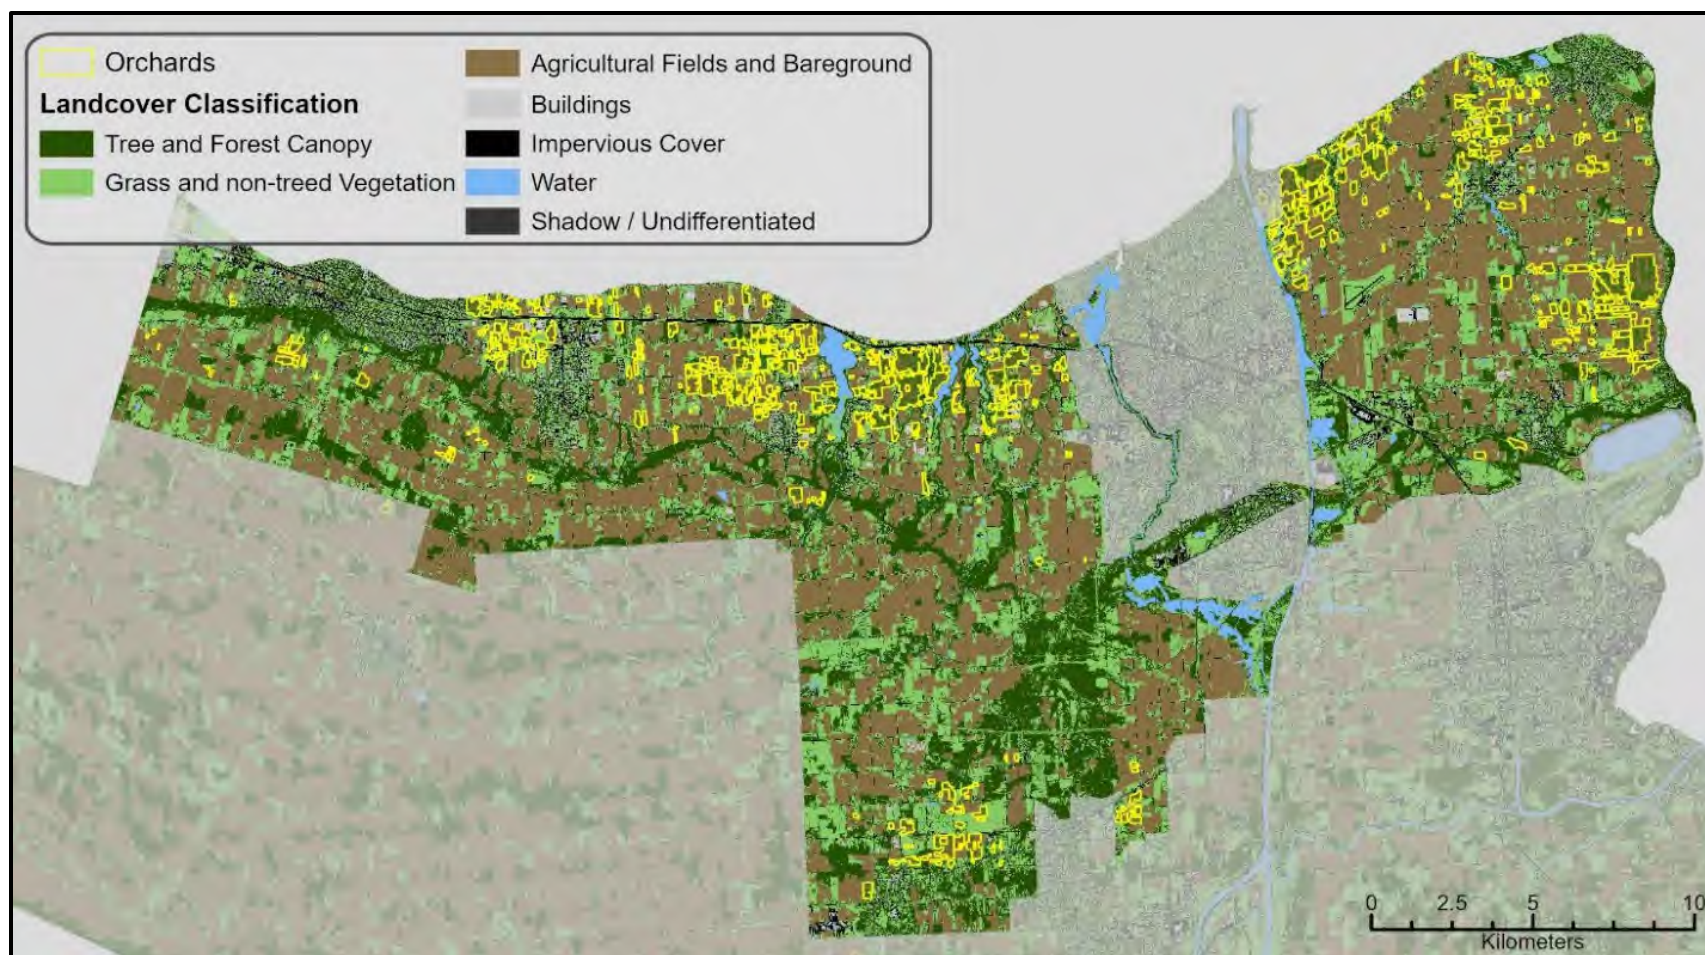 Orchards
Landcover Classification
Tree and Forest Canopy
Grass and non-treed Vegetation
Agricultural Fields and Bareground
Buildings
Impervious Cover
Water
Shadow / Undifferentiated
0 2.5 5 10
Kilometers